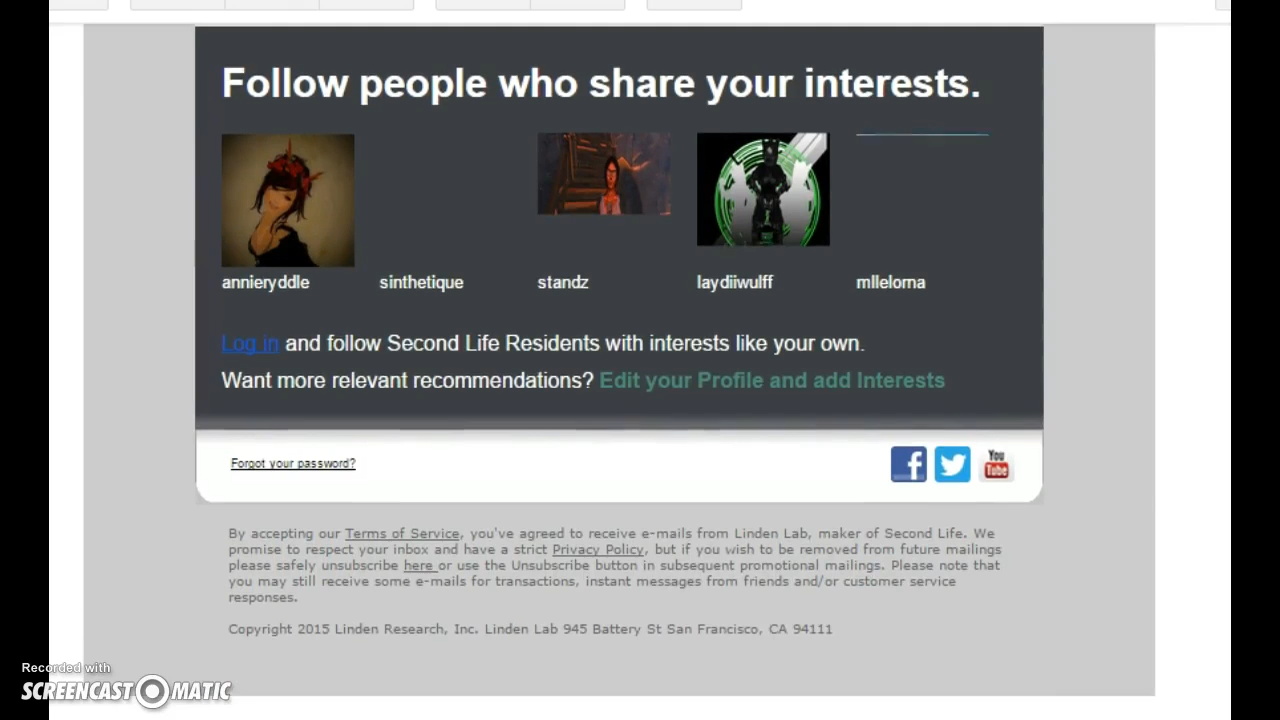 Follow people who share your interests.
annieryddle sinthetique standz laydiiwulff mllelorna
Log in and follow Second Life Residents with interests like your own.
Want more relevant recommendations? Edit your Profile and add Interests
Forgot your password?
f
You
Tube
By accepting our Terms of Service, you've agreed to receive e-mails from Linden Lab, maker of Second Life. We
promise to respect your inbox and have a strict Privacy Policy, but if you wish to be removed from future mailings
please safely unsubscribe here or use the Unsubscribe button in subsequent promotional mailings. Please note that
you may still receive some e-mails for transactions, instant messages from friends and/or customer service
responses.
Copyright 2015 Linden Research, Inc. Linden Lab 945 Battery St San Francisco, CA 94111
Recorded with
SCREENCAST MATIC